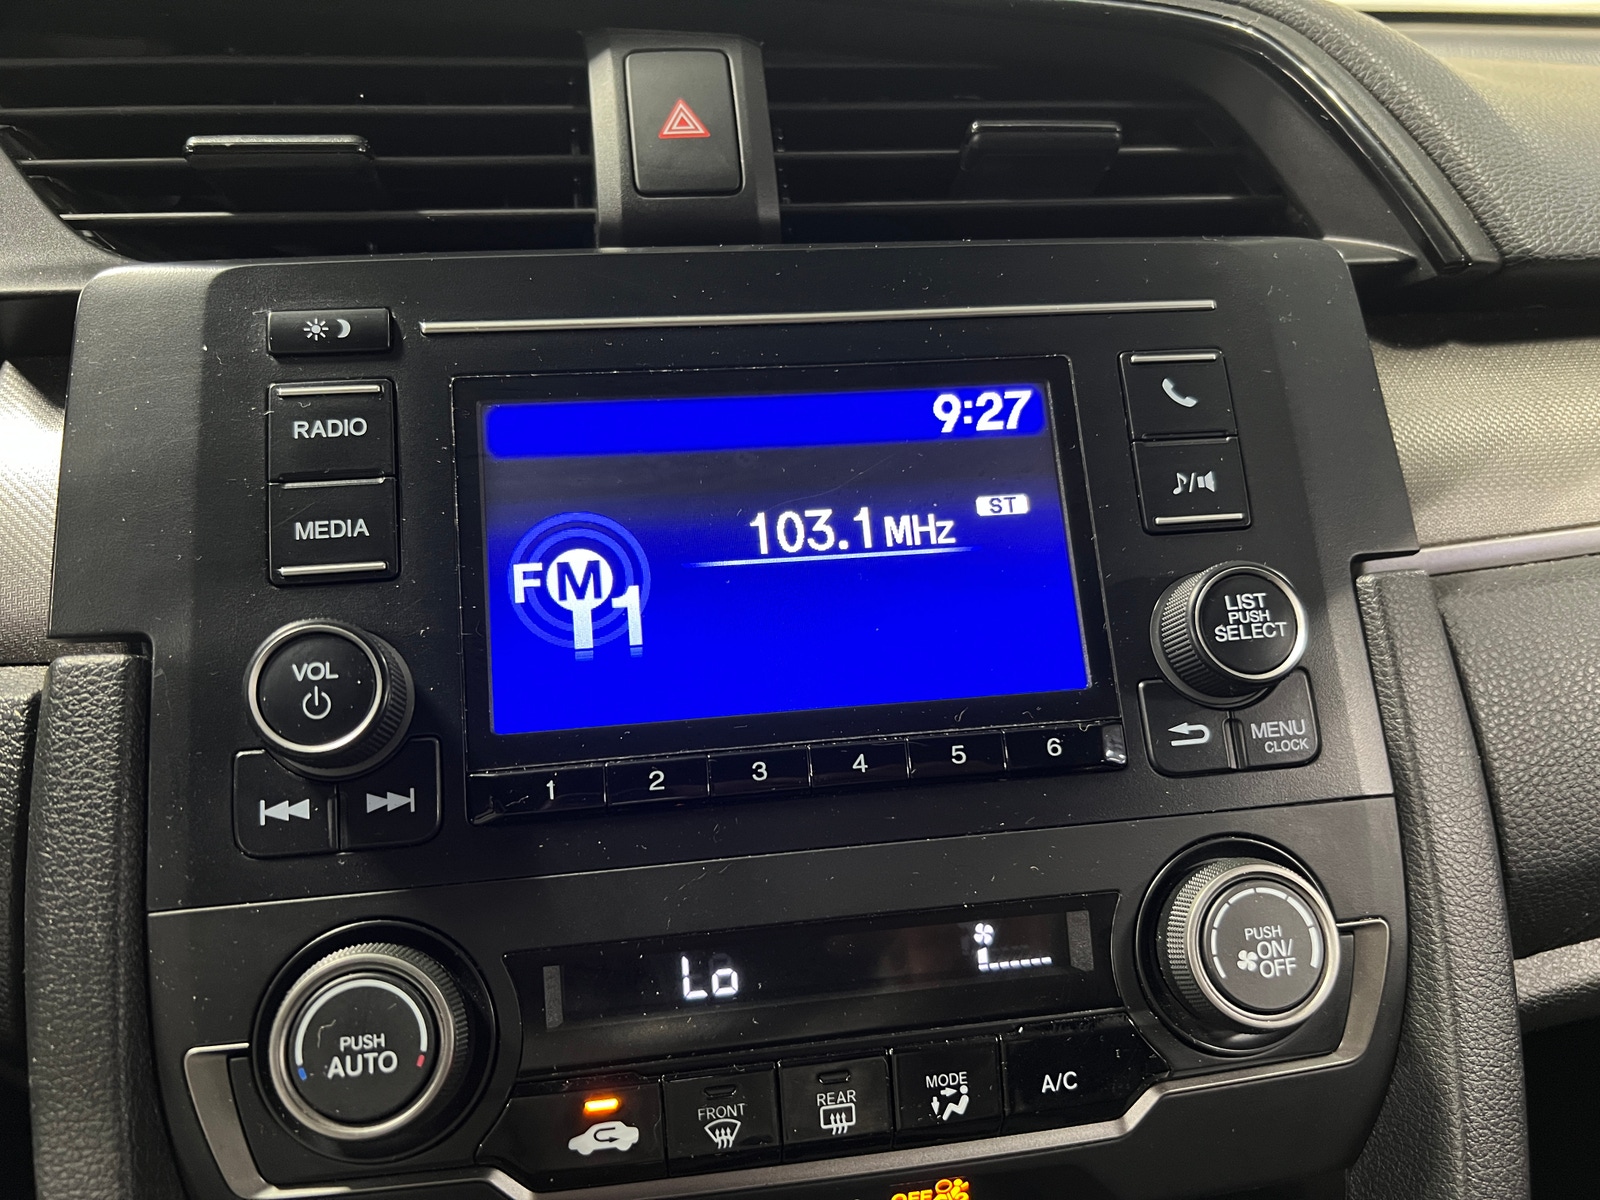 RADIO
MEDIA
VOL
9:27
103.1 MHz
ST
FM
1
1 2 3 4 5 6
LIST
PUSH
SELECT
MENU
CLOCK
Lo
PUSH
AUTO
PUSH
ON/
OFF
FRONT
REAR
MODE
A/C
OFF